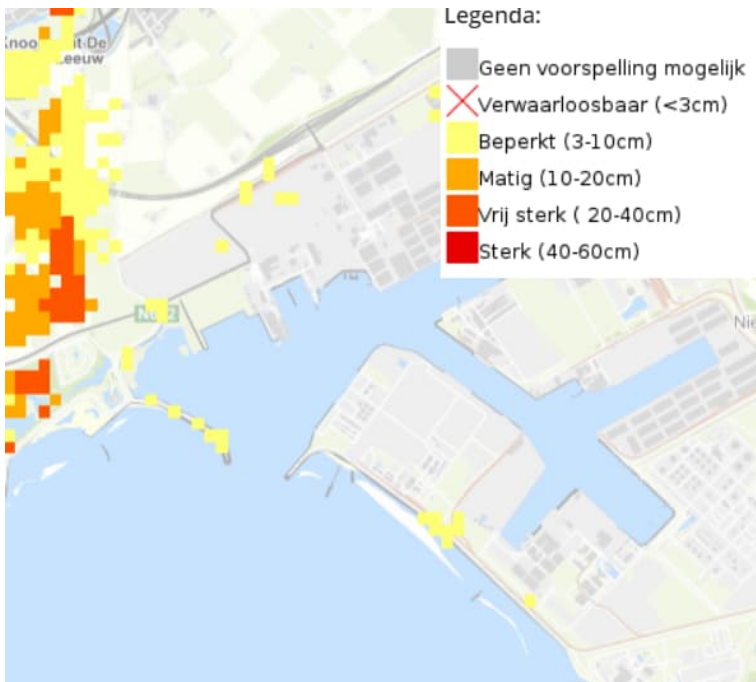 Legenda:
Geen voorspelling mogelijk
Verwaarloosbaar (<3cm)
Beperkt (3-10cm)
Matig (10-20cm)
Vrij sterk ( 20-40cm)
Sterk (40-60cm)
Nie